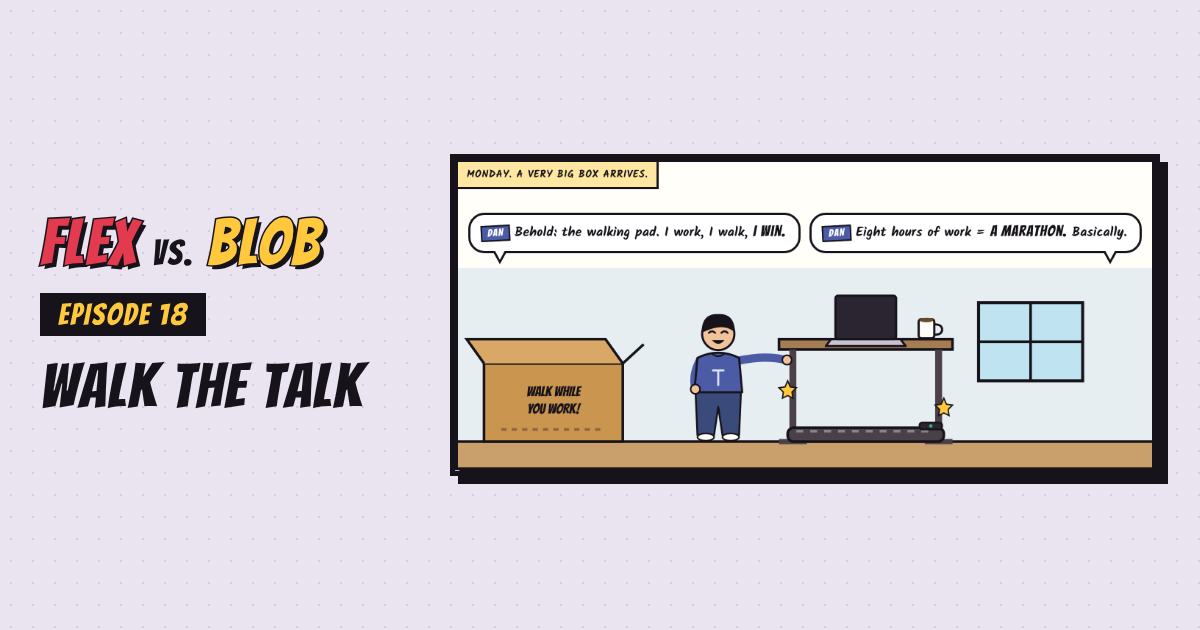 FLEX VS. BLOB
EPISODE 18
WALK THE TALK
MONDAY. A VERY BIG BOX ARRIVES.
DAN Behold: the walking pad. I work, I walk, I WIN.
DAN Eight hours of work = A MARATHON. Basically.
WALK WHILE
YOU WORK!
T